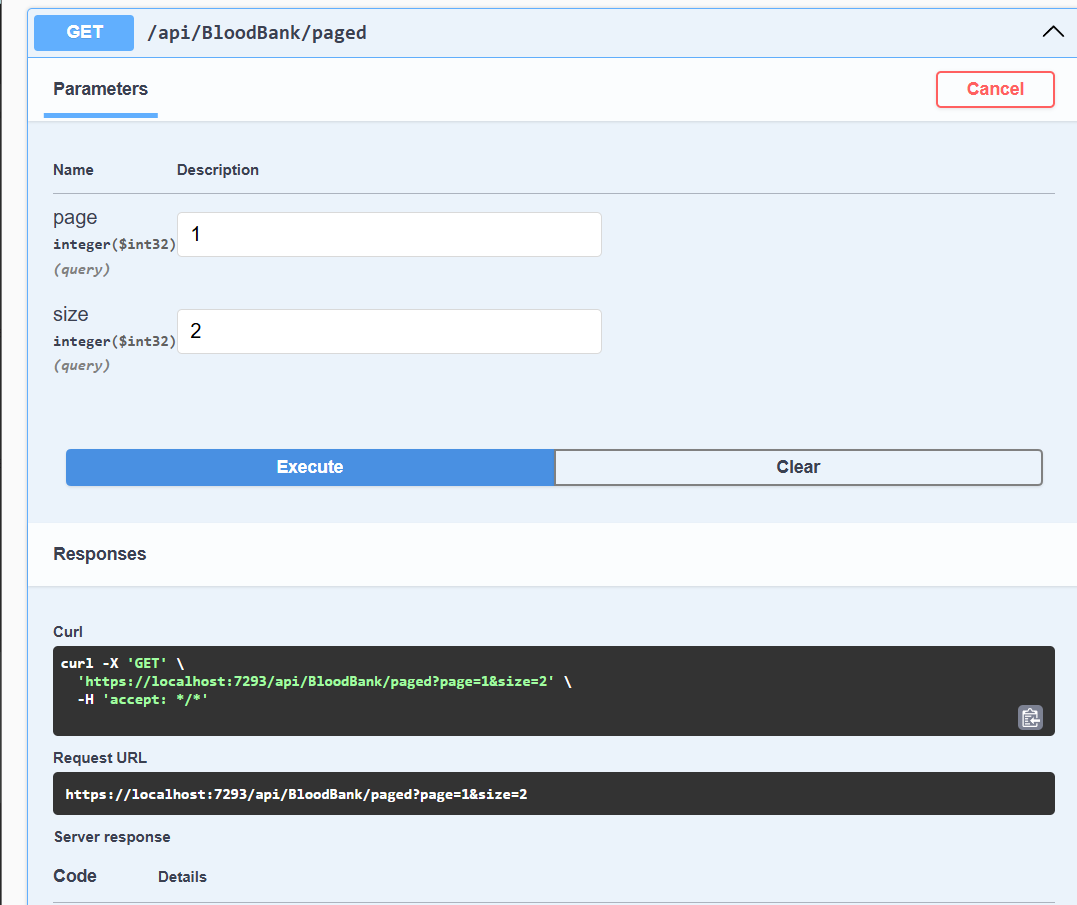 GET /api/BloodBank/paged
Parameters Cancel
Name Description
page
integer($int32)
(query)
1
size
integer($int32)
(query)
2
Execute Clear
Responses
Curl
curl -X 'GET' \
'https://localhost:7293/api/BloodBank/paged?page=1&size=2' \
-H 'accept: */*'
Request URL
https://localhost:7293/api/BloodBank/paged?page=1&size=2
Server response
Code Details